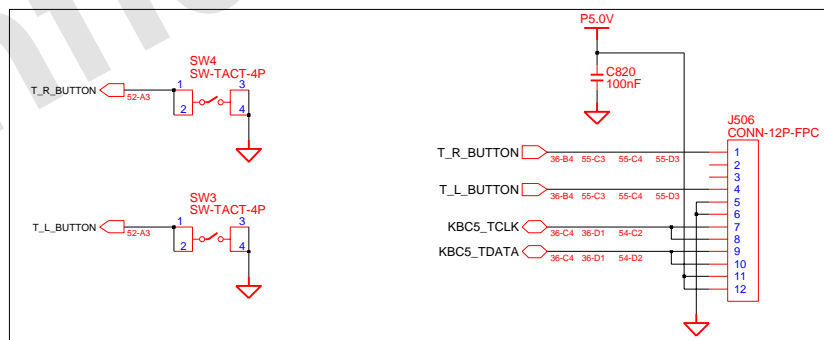 P5.0V
SW4
SW-TACT-4P
C820
100nF
T_R_BUTTON
52-A3
1
3
2
4
J506
CONN-12P-FPC
T_R_BUTTON
36-B4 55-C3 55-C4 55-D3
1
2
3
T_L_BUTTON
36-B4 55-C3 55-C4 55-D3
4
5
6
SW3
SW-TACT-4P
T_L_BUTTON
52-A3
1
3
2
4
KBC5_TCLK
36-C4 36-D1 54-C2
7
8
KBC5_TDATA
36-C4 36-D1 54-D2
9
10
11
12